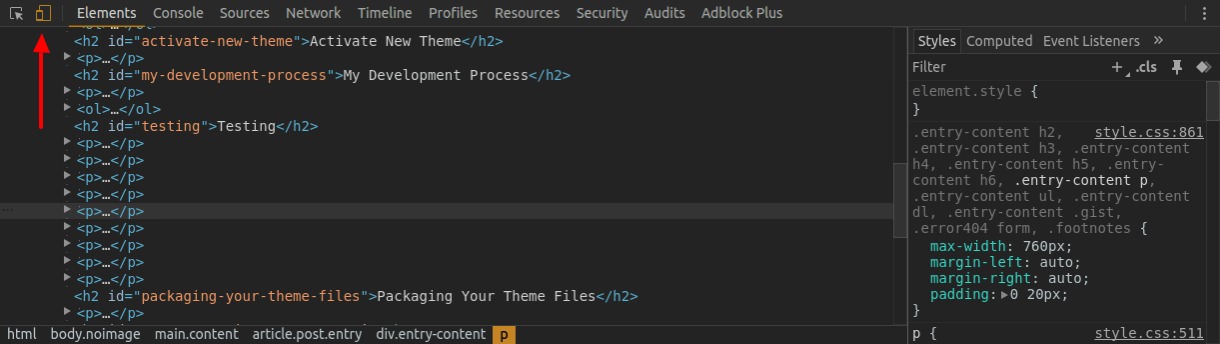 Elements Console Sources Network Timeline Profiles Resources Security Audits Adblock Plus
<h2 id="activate-new-theme">Activate New Theme</h2>
<p>…</p>
<h2 id="my-development-process">My Development Process</h2>
<p>…</p>
<ol>…</ol>
<h2 id="testing">Testing</h2>
<p>…</p>
<p>…</p>
<p>…</p>
<p>…</p>
<p>…</p>
<p>…</p>
<p>…</p>
<p>…</p>
<p>…</p>
<h2 id="packaging-your-theme-files">Packaging Your Theme Files</h2>
<p>…</p>
html body.noimage main.content article.post.entry div.entry-content p
Styles Computed Event Listeners »
Filter + .cls
element.style {
}
.entry-content h2, style.css:861
.entry-content h3, .entry-content
h4, .entry-content h5, .entry-
content h6, .entry-content p,
.entry-content ul, .entry-content
dl, .entry-content .gist,
.error404 form, .footnotes {
max-width: 760px;
margin-left: auto;
margin-right: auto;
padding: 0 20px;
}
p { style.css:511